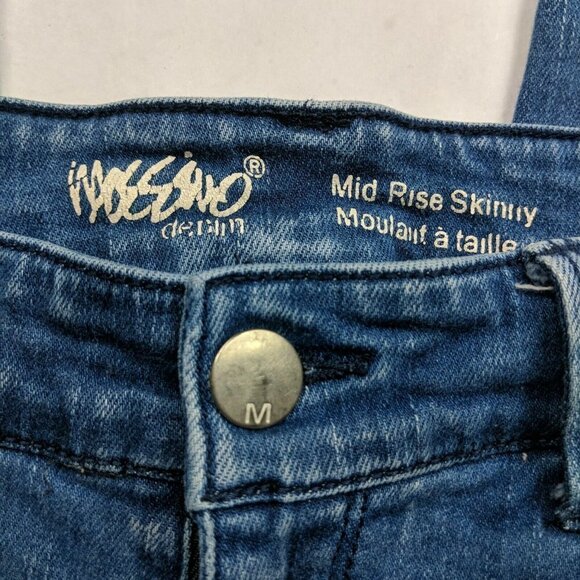 mossimo®
denim
Mid Rise Skinny
Moulant à taille
M